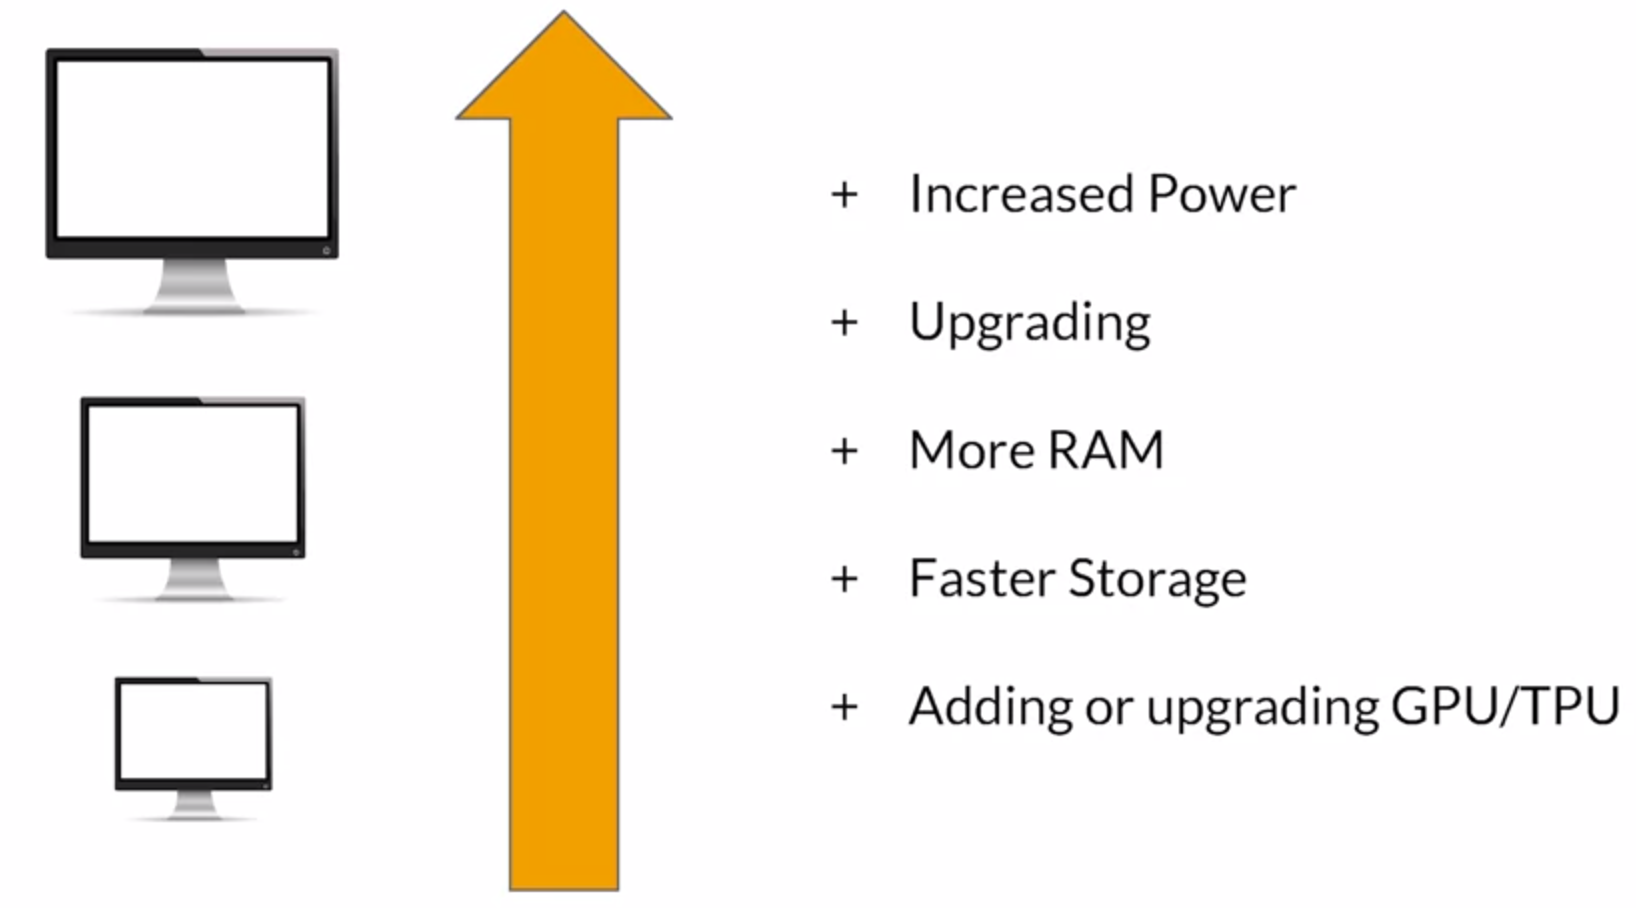 + Increased Power
+ Upgrading
+ More RAM
+ Faster Storage
+ Adding or upgrading GPU/TPU